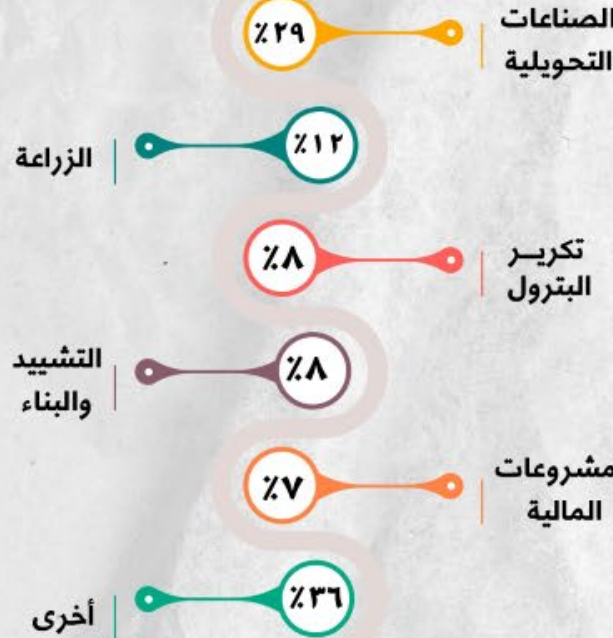 الصناعات
التحويلية
٪٢٩
الزراعة
٪١٢
تكريـر
البترول
٪٨
التشييد
والبناء
٪٨
مشروعات
المالية
٪٧
أخرى
٪٣٦